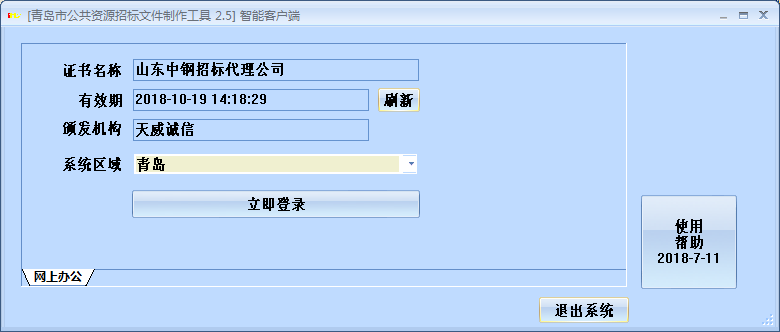 [青岛市公共资源招标文件制作工具 2.5] 智能客户端
证书名称 山东中钢招标代理公司
有效期 2018-10-19 14:18:29 刷新
颁发机构 天威诚信
系统区域 青岛
立即登录
使用
帮助
2018-7-11
网上办公
退出系统